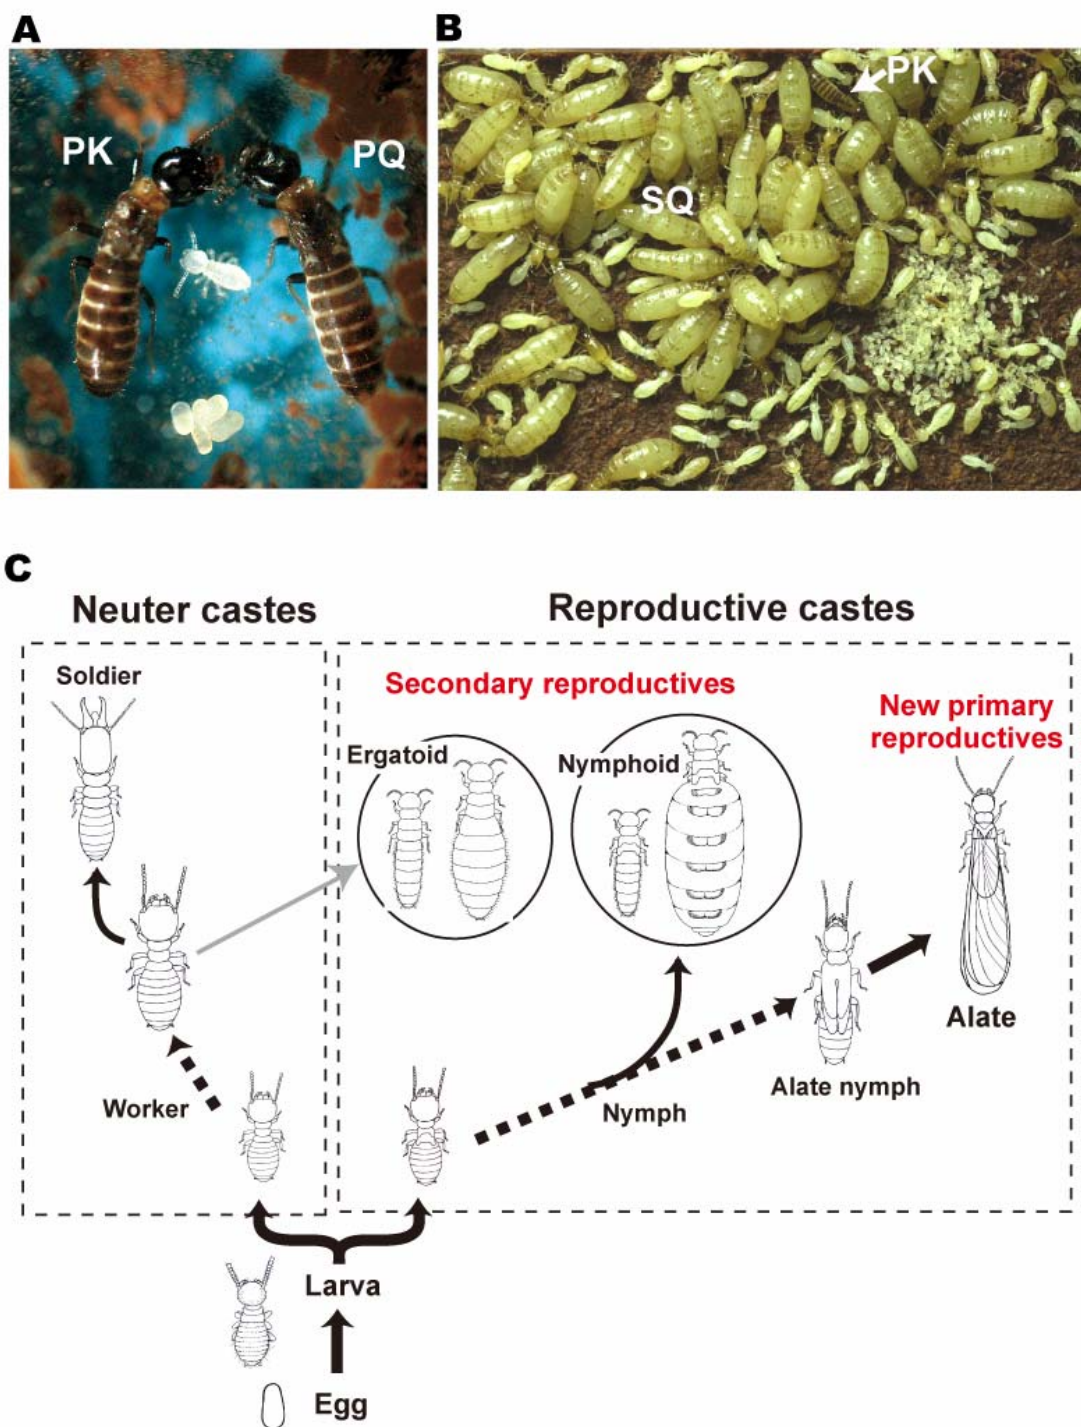 A
B
PK
PQ
PK
SQ
C
Neuter castes
Reproductive castes
Soldier
Secondary reproductives
New primary
reproductives
Ergatoid
Nymphoid
Alate
Alate nymph
Worker
Nymph
Larva
Egg